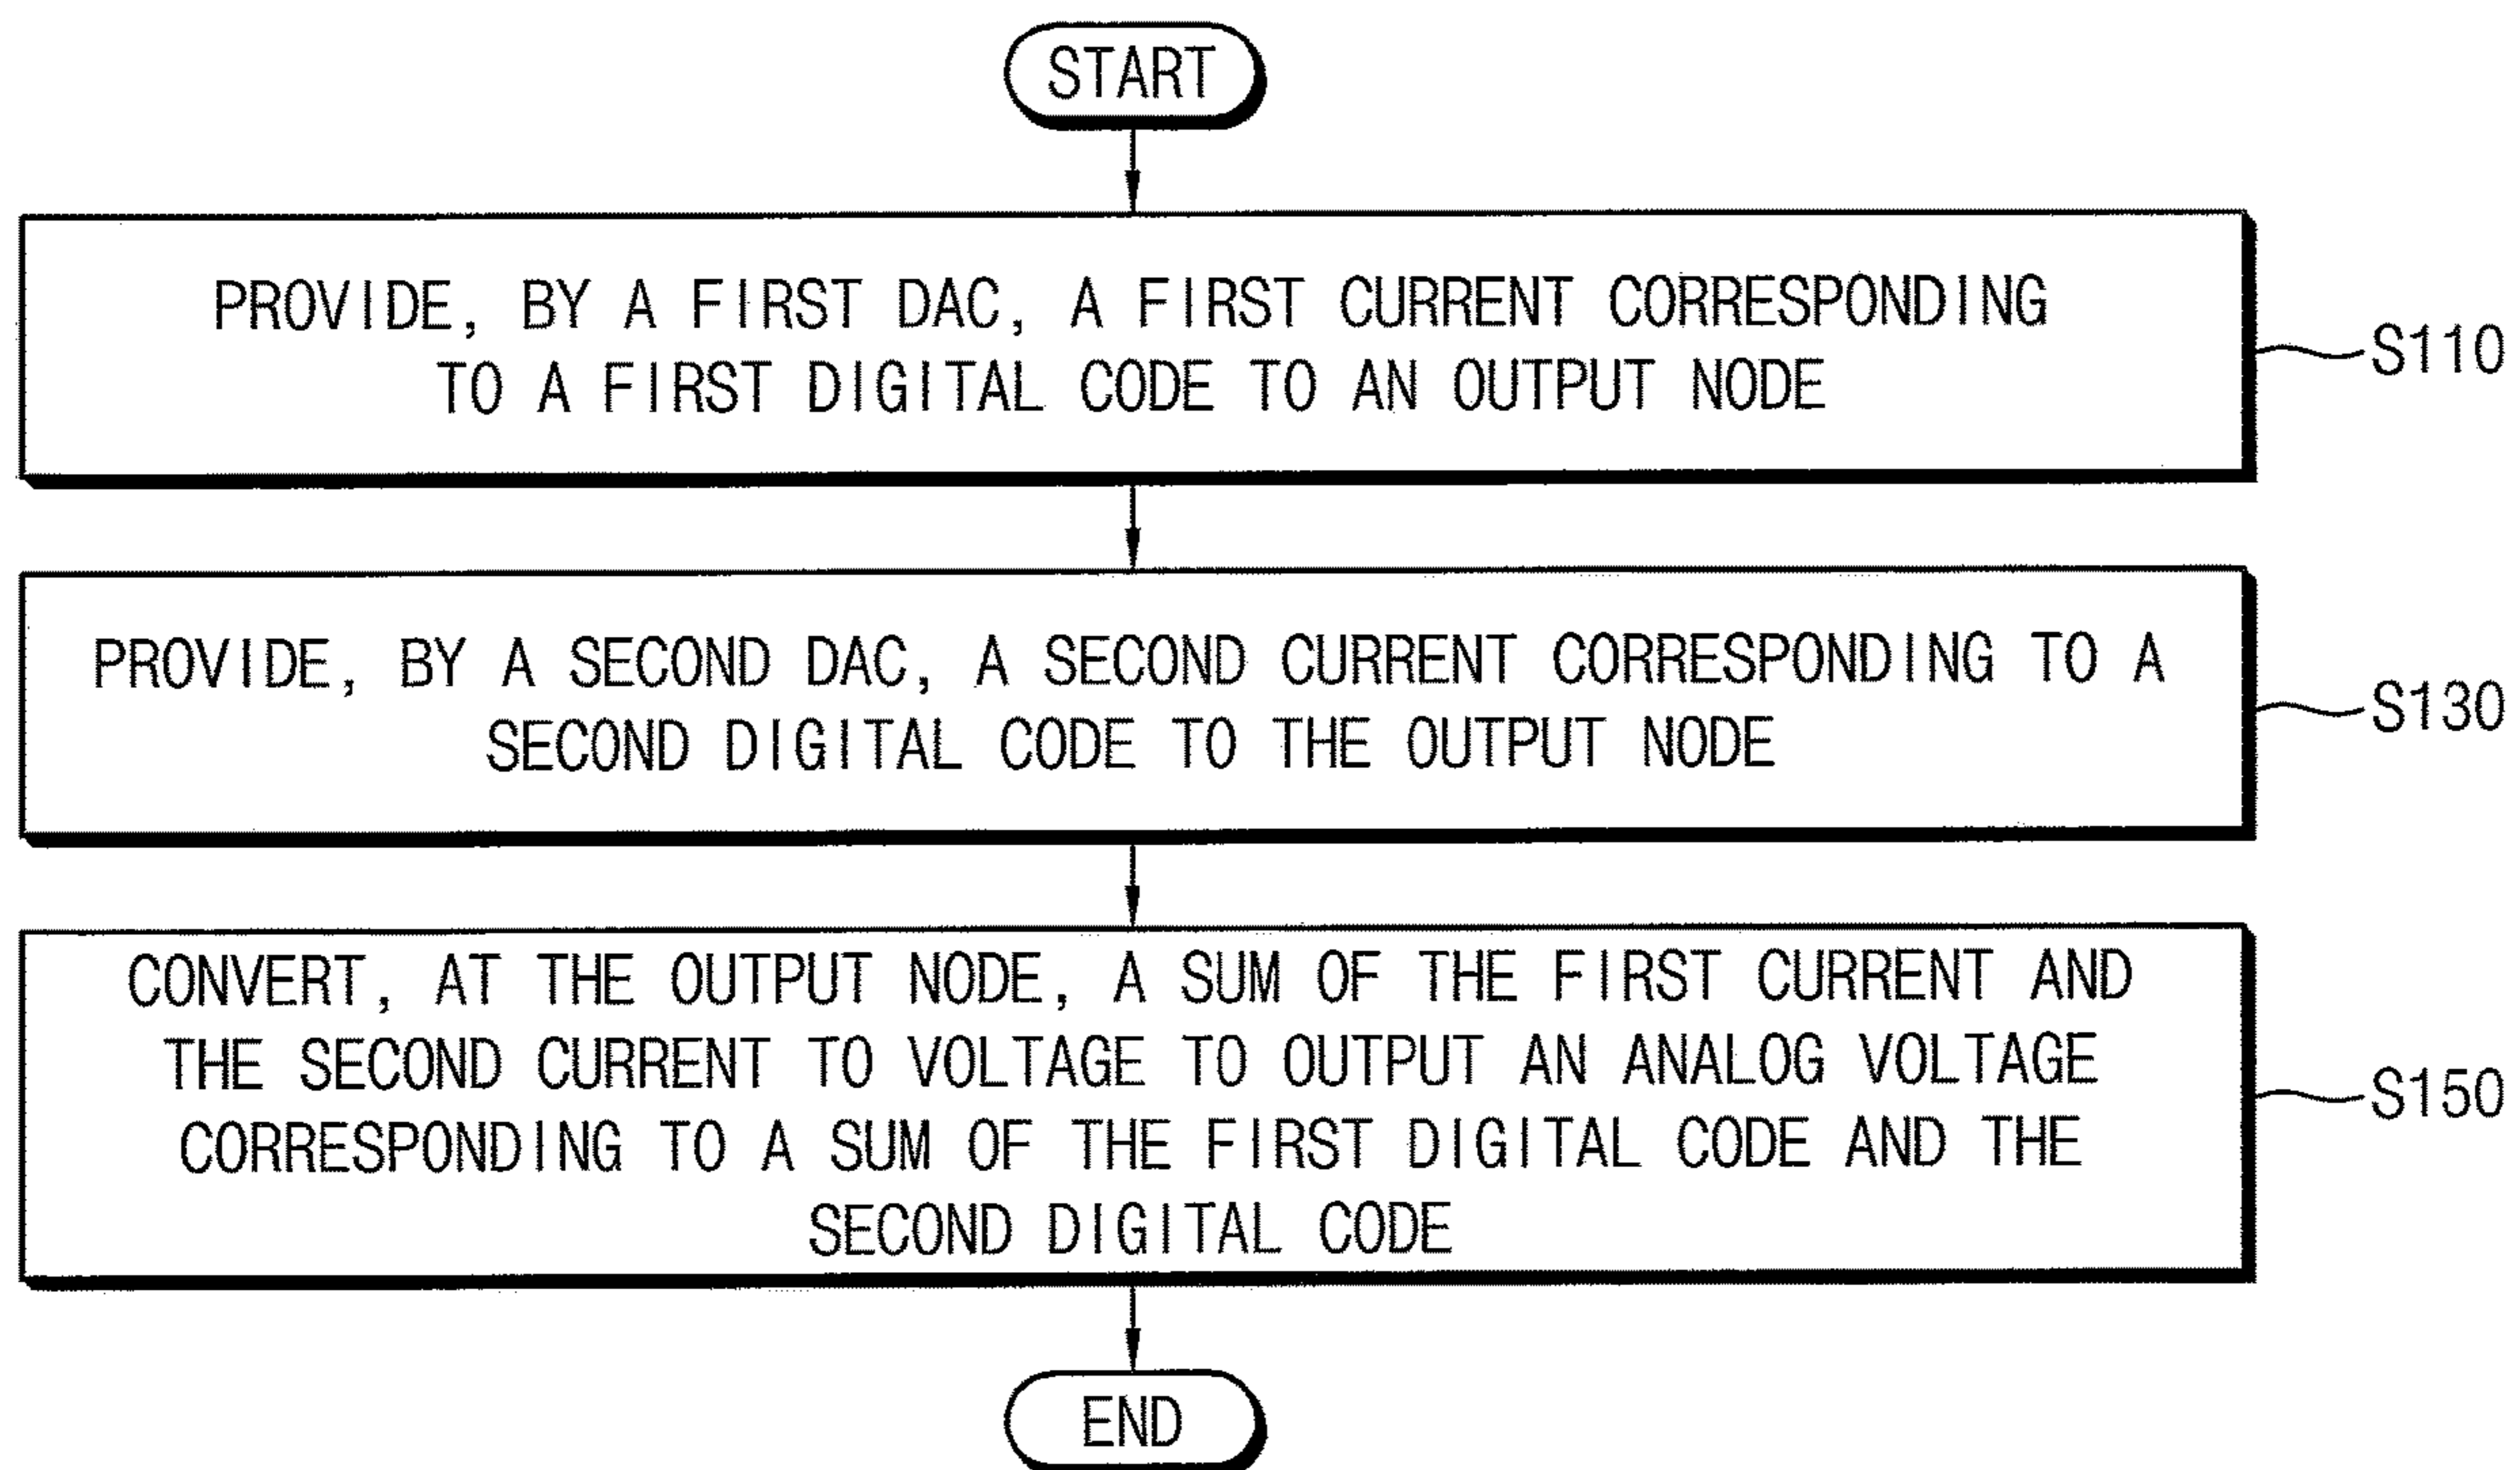 START
PROVIDE, BY A FIRST DAC, A FIRST CURRENT CORRESPONDING
TO A FIRST DIGITAL CODE TO AN OUTPUT NODE
S110
PROVIDE, BY A SECOND DAC, A SECOND CURRENT CORRESPONDING TO A
SECOND DIGITAL CODE TO THE OUTPUT NODE
S130
CONVERT, AT THE OUTPUT NODE, A SUM OF THE FIRST CURRENT AND
THE SECOND CURRENT TO VOLTAGE TO OUTPUT AN ANALOG VOLTAGE
CORRESPONDING TO A SUM OF THE FIRST DIGITAL CODE AND THE
SECOND DIGITAL CODE
S150
END